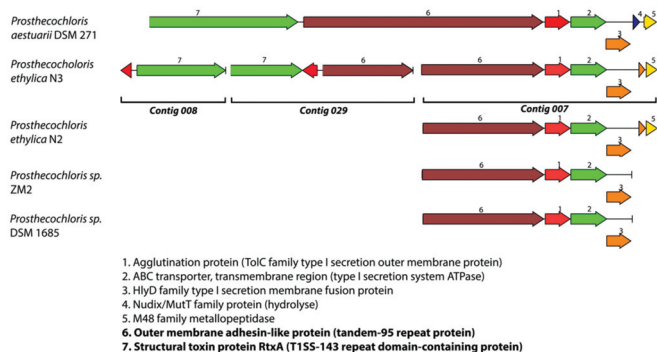 7 6 1 2 4 5
Prosthecochloris
aestuarii DSM 271
3
7 7 6 6 1 2 5
Prosthecocholoris
ethylica N3
3
Contig 008 Contig 029 Contig 007
Prosthecochloris
ethylica N2
6 1 2 5
3
Prosthecochloris sp.
ZM2
6 1 2
3
Prosthecochloris sp.
DSM 1685
6 1 2
3
1. Agglutination protein (TolC family type I secretion outer membrane protein)
2. ABC transporter, transmembrane region (type I secretion system ATPase)
3. HlyD family type I secretion membrane fusion protein
4. Nudix/MutT family protein (hydrolyse)
5. M48 family metallopeptidase
6. Outer membrane adhesin-like protein (tandem-95 repeat protein)
7. Structural toxin protein RtxA (T1SS-143 repeat domain-containing protein)